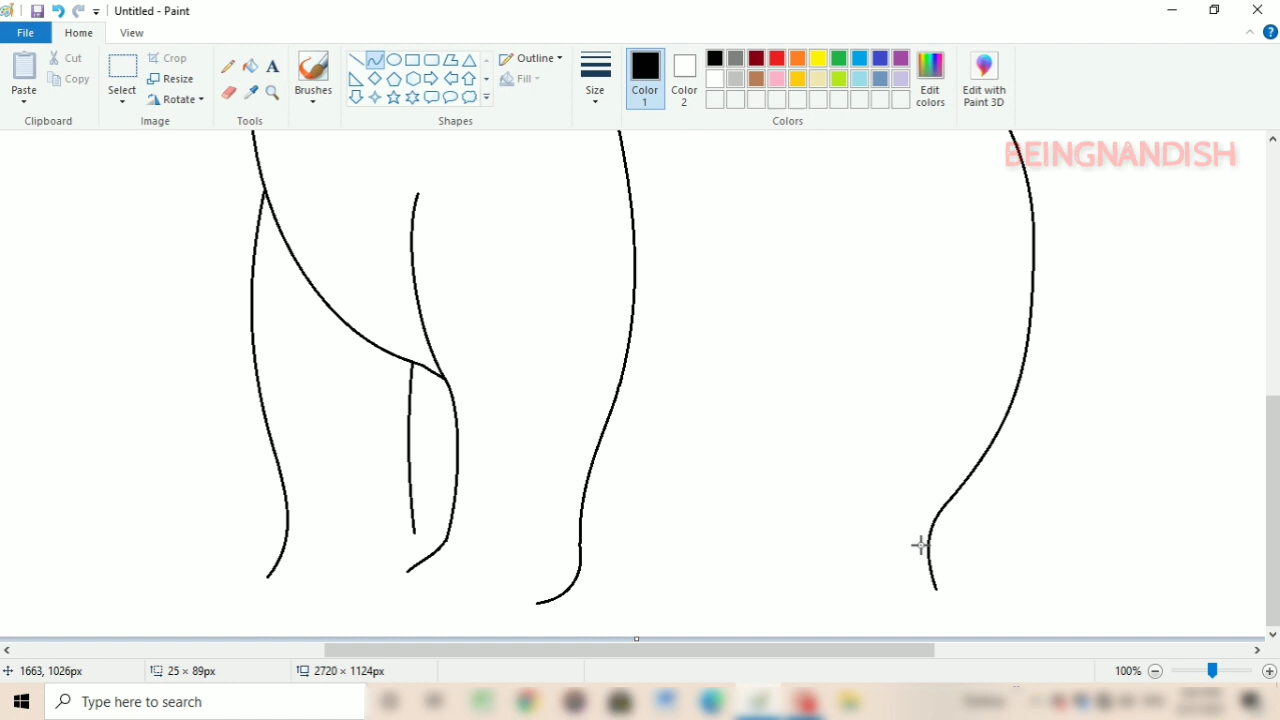 Untitled - Paint
File Home View
Paste Cut Copy Select Crop Resize Rotate Brushes Outline Fill Size Color 1 Color 2 Edit colors Edit with Paint 3D
Clipboard Image Tools Shapes Colors
BEINGNANDISH
1663, 1026px 25 × 89px 2720 × 1124px 100%
Type here to search